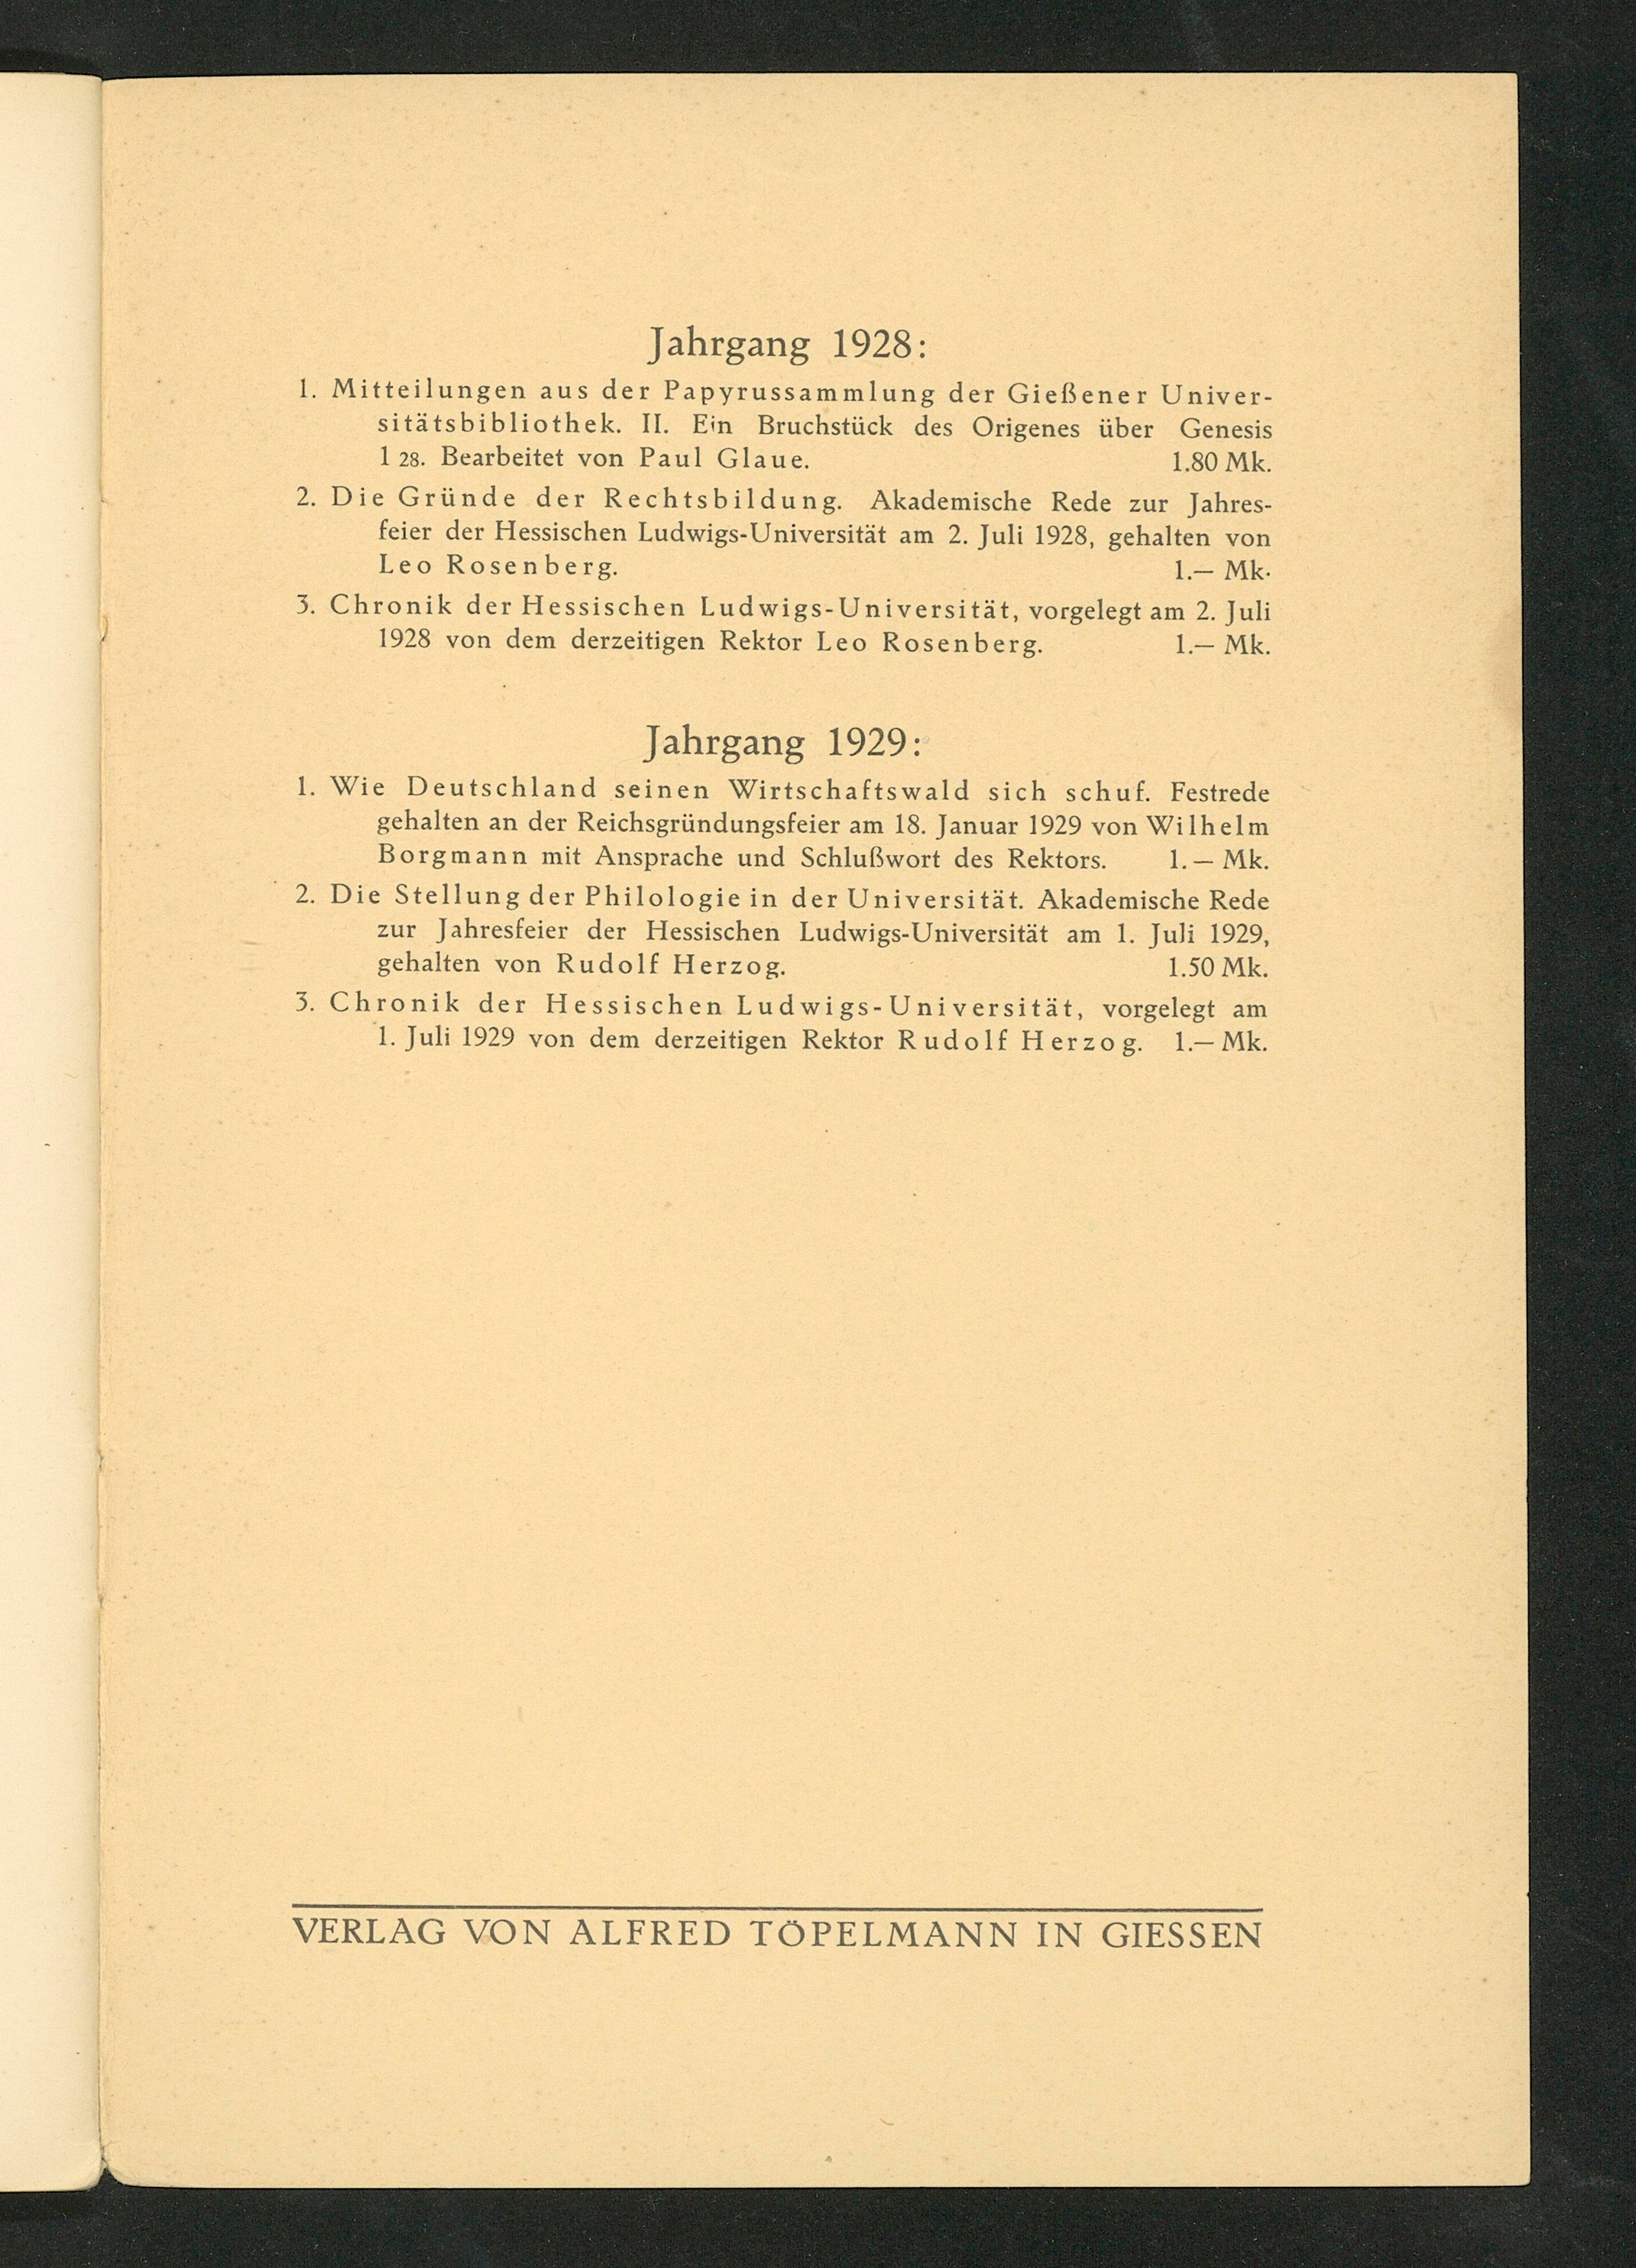 Jahrgang 1928:
1. Mitteilungen aus der Papyrussammlung der Gießener Univer-
sitätsbibliothek. II. Ein Bruchstück des Origenes über Genesis
1 28. Bearbeitet von Paul Glaue. 1.80 Mk.
2. Die Gründe der Rechtsbildung. Akademische Rede zur Jahres-
feier der Hessischen Ludwigs-Universität am 2. Juli 1928, gehalten von
Leo Rosenberg. 1.— Mk.
3. Chronik der Hessischen Ludwigs-Universität, vorgelegt am 2. Juli
1928 von dem derzeitigen Rektor Leo Rosenberg. 1.— Mk.
Jahrgang 1929:
1. Wie Deutschland seinen Wirtschaftswald sich schuf. Festrede
gehalten an der Reichsgründungsfeier am 18. Januar 1929 von Wilhelm
Borgmann mit Ansprache und Schlußwort des Rektors. 1.— Mk.
2. Die Stellung der Philologie in der Universität. Akademische Rede
zur Jahresfeier der Hessischen Ludwigs-Universität am 1. Juli 1929,
gehalten von Rudolf Herzog. 1.50 Mk.
3. Chronik der Hessischen Ludwigs-Universität, vorgelegt am
1. Juli 1929 von dem derzeitigen Rektor Rudolf Herzog. 1.— Mk.
VERLAG VON ALFRED TÖPELMANN IN GIESSEN